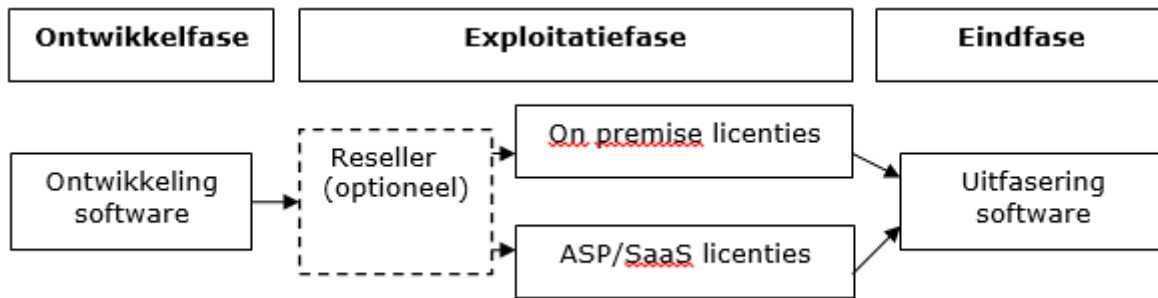 Ontwikkelfase
Exploitatiefase
Eindfase
Ontwikkeling
software
Reseller
(optioneel)
On premise licenties
ASP/SaaS licenties
Uitfasering
software